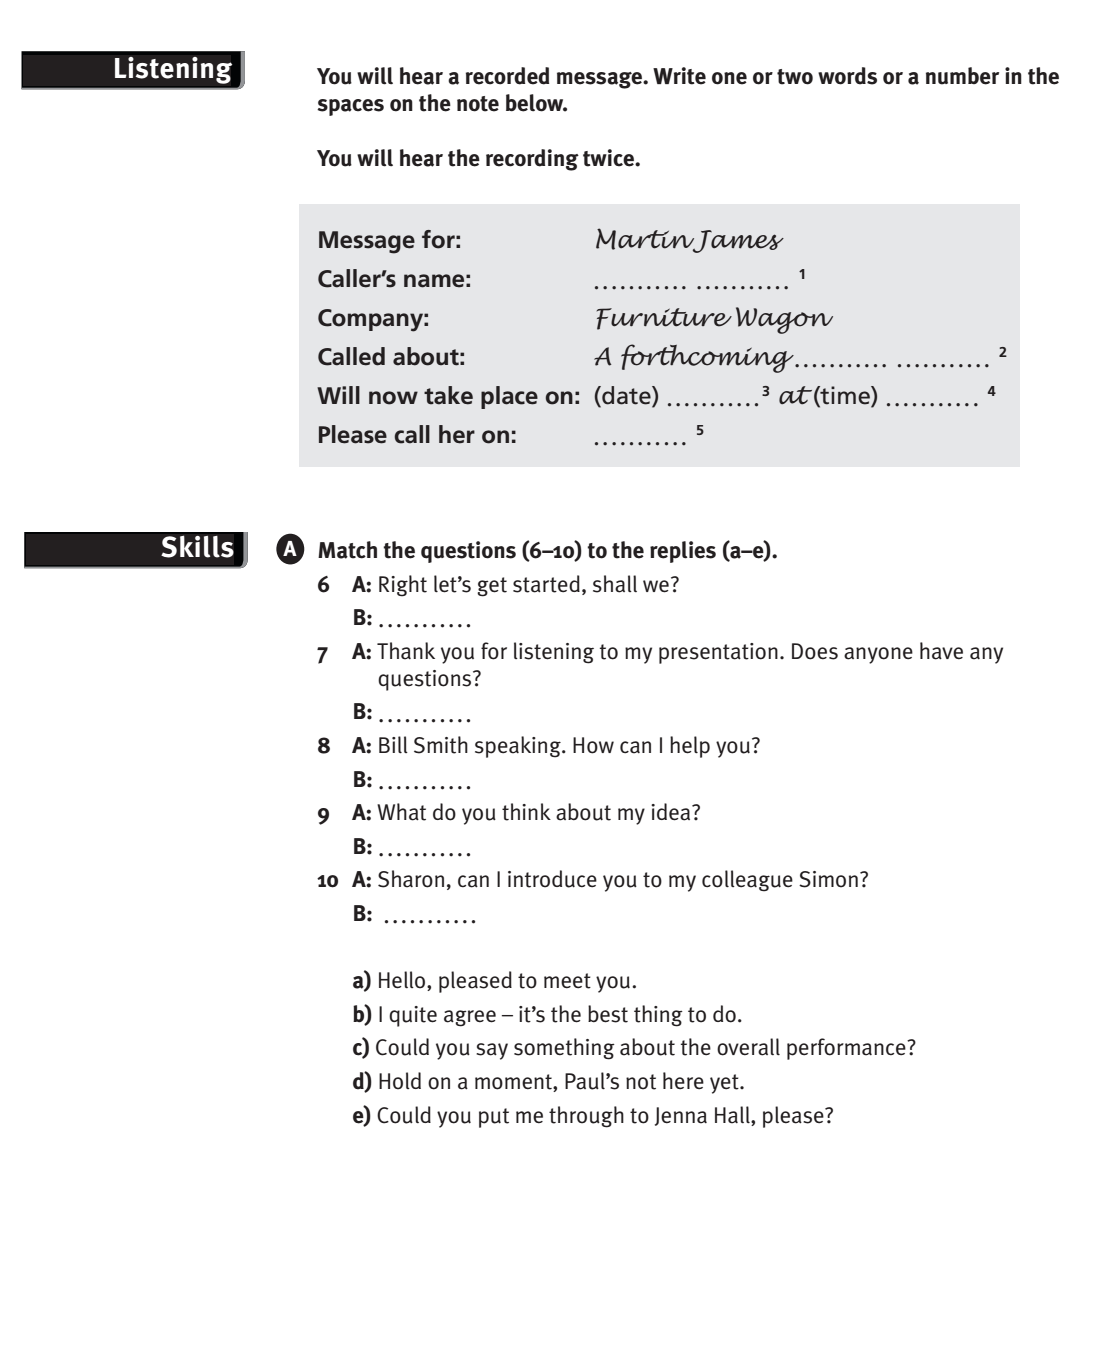 Listening
You will hear a recorded message. Write one or two words or a number in the
spaces on the note below.
You will hear the recording twice.
Message for: Martin James
Caller's name: ........... ........... 1
Company: Furniture Wagon
Called about: A forthcoming ........... ........... 2
Will now take place on: (date) ...........3 at (time) ........... 4
Please call her on: ........... 5
Skills
A Match the questions (6–10) to the replies (a–e).
6 A: Right let's get started, shall we?
B: ...........
7 A: Thank you for listening to my presentation. Does anyone have any
questions?
B: ...........
8 A: Bill Smith speaking. How can I help you?
B: ...........
9 A: What do you think about my idea?
B: ...........
10 A: Sharon, can I introduce you to my colleague Simon?
B: ...........
a) Hello, pleased to meet you.
b) I quite agree – it's the best thing to do.
c) Could you say something about the overall performance?
d) Hold on a moment, Paul's not here yet.
e) Could you put me through to Jenna Hall, please?